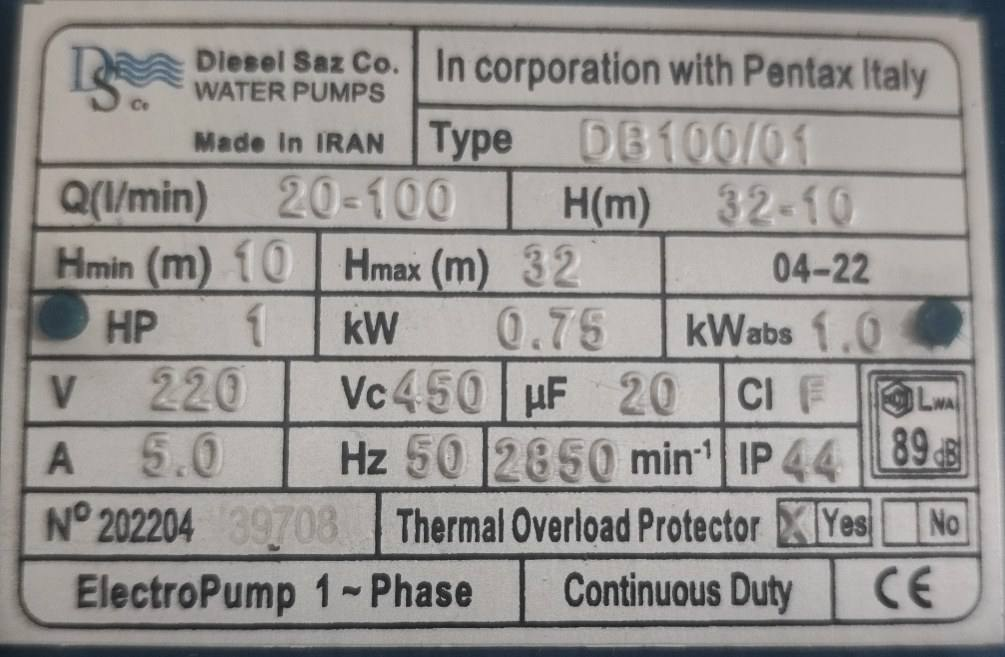 DS Co
Diesel Saz Co.
WATER PUMPS
Made in IRAN
In corporation with Pentax Italy
Type DB100/01
Q(l/min) 20-100 H(m) 32-10
Hmin (m) 10 Hmax (m) 32 04-22
HP 1 kW 0.75 kWabs 1.0
V 220 Vc 450 µF 20 Cl F
LWA
89 dB
A 5.0 Hz 50 2850 min-1 IP 44
Nº 202204 39708 Thermal Overload Protector X Yes No
ElectroPump 1~Phase Continuous Duty CE